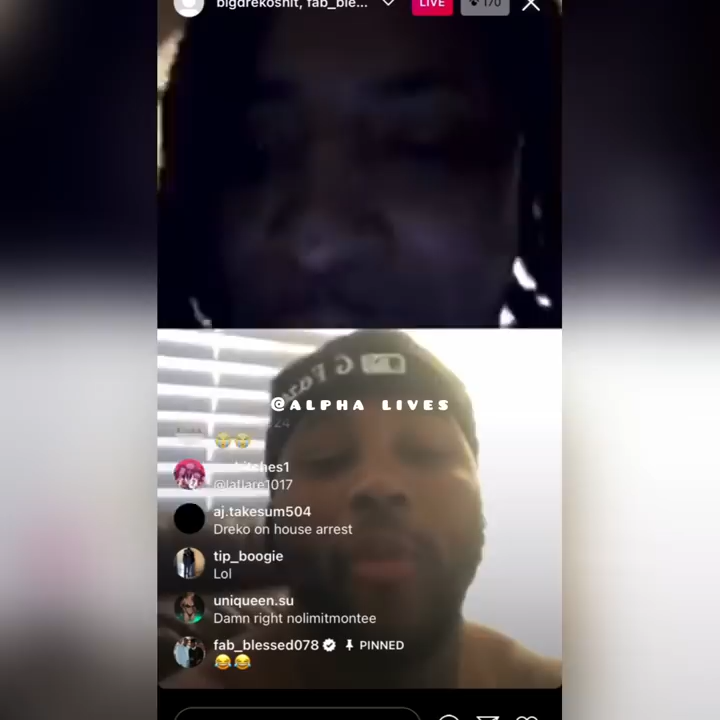 bigdrekoshit, fab_ble...
LIVE
170
@ALPHA LIVES
@laflare1017
aj.takesum504
Dreko on house arrest
tip_boogie
Lol
uniqueen.su
Damn right nolimitmontee
fab_blessed078 PINNED
😂😂